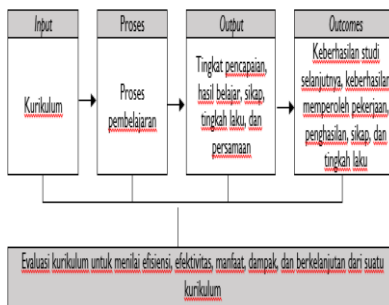 Input
Proses
Output
Outcomes
Kurikulum
Proses
pembelajaran
Tingkat pencapaian,
hasil belajar, sikap,
tingkah laku, dan
persamaan
Keberhasilan studi
selanjutnya, keberhasilan
memperoleh pekerjaan,
penghasilan, sikap, dan
tingkah laku
Evaluasi kurikulum untuk menilai efisiensi, efektivitas, manfaat, dampak, dan berkelanjutan dari suatu
kurikulum